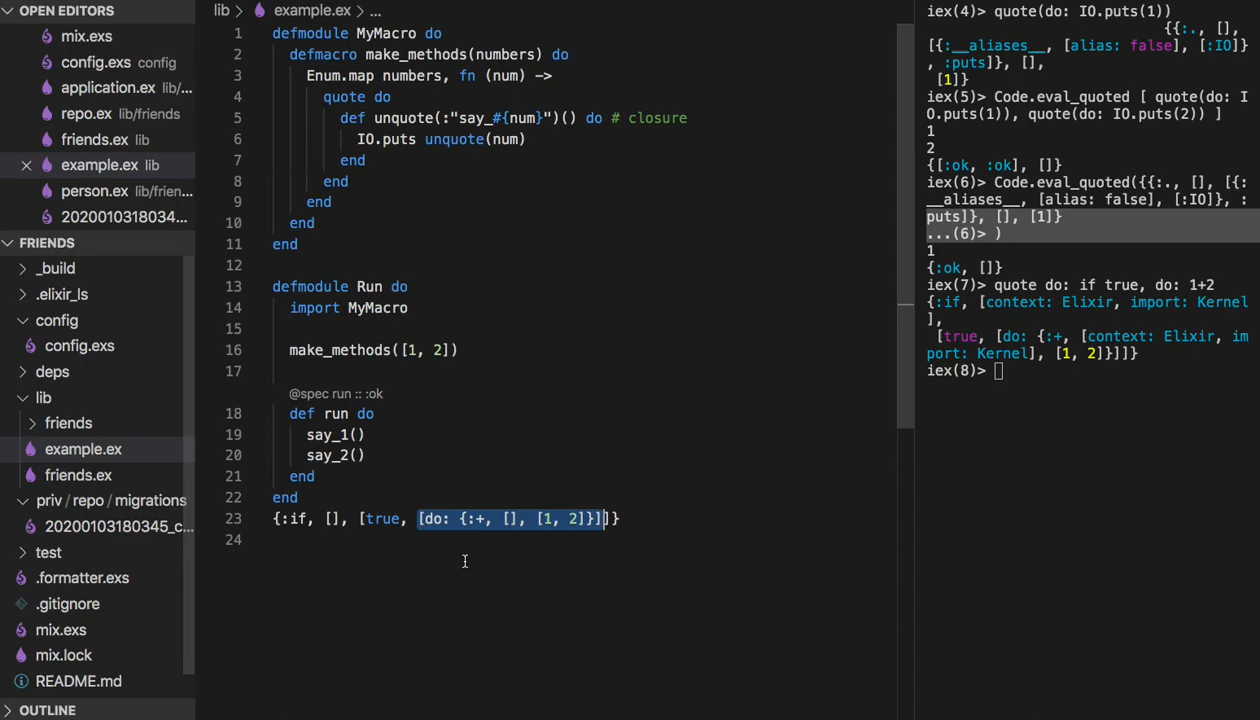 OPEN EDITORS
mix.exs
config.exs config
application.ex lib/...
repo.ex lib/friends
friends.ex lib
example.ex lib
person.ex lib/frien...
2020010318034...
FRIENDS
_build
.elixir_ls
config
config.exs
deps
lib
friends
example.ex
friends.ex
priv / repo / migrations
20200103180345_c...
test
.formatter.exs
.gitignore
mix.exs
mix.lock
README.md
OUTLINE
lib > example.ex > ...
1 defmodule MyMacro do
2 defmacro make_methods(numbers) do
3 Enum.map numbers, fn (num) ->
4 quote do
5 def unquote(:"say_#{num}")() do # closure
6 IO.puts unquote(num)
7 end
8 end
9 end
10 end
11 end
12
13 defmodule Run do
14 import MyMacro
15
16 make_methods([1, 2])
17
@spec run :: :ok
18 def run do
19 say_1()
20 say_2()
21 end
22 end
23 {:if, [], [true, [do: {:+, [], [1, 2]}]]}
24
iex(4)> quote(do: IO.puts(1))
{{:., [],
[{:__aliases__, [alias: false], [:IO]}
, :puts]}, [],
[1]}
iex(5)> Code.eval_quoted [ quote(do: I
O.puts(1)), quote(do: IO.puts(2)) ]
1
2
{[:ok, :ok], []}
iex(6)> Code.eval_quoted({{:., [], [{:
__aliases__, [alias: false], [:IO]}, :
puts]}, [], [1]}
...(6)> )
1
{:ok, []}
iex(7)> quote do: if true, do: 1+2
{:if, [context: Elixir, import: Kernel
],
[true, [do: {:+, [context: Elixir, im
port: Kernel], [1, 2]}]]}
iex(8)>